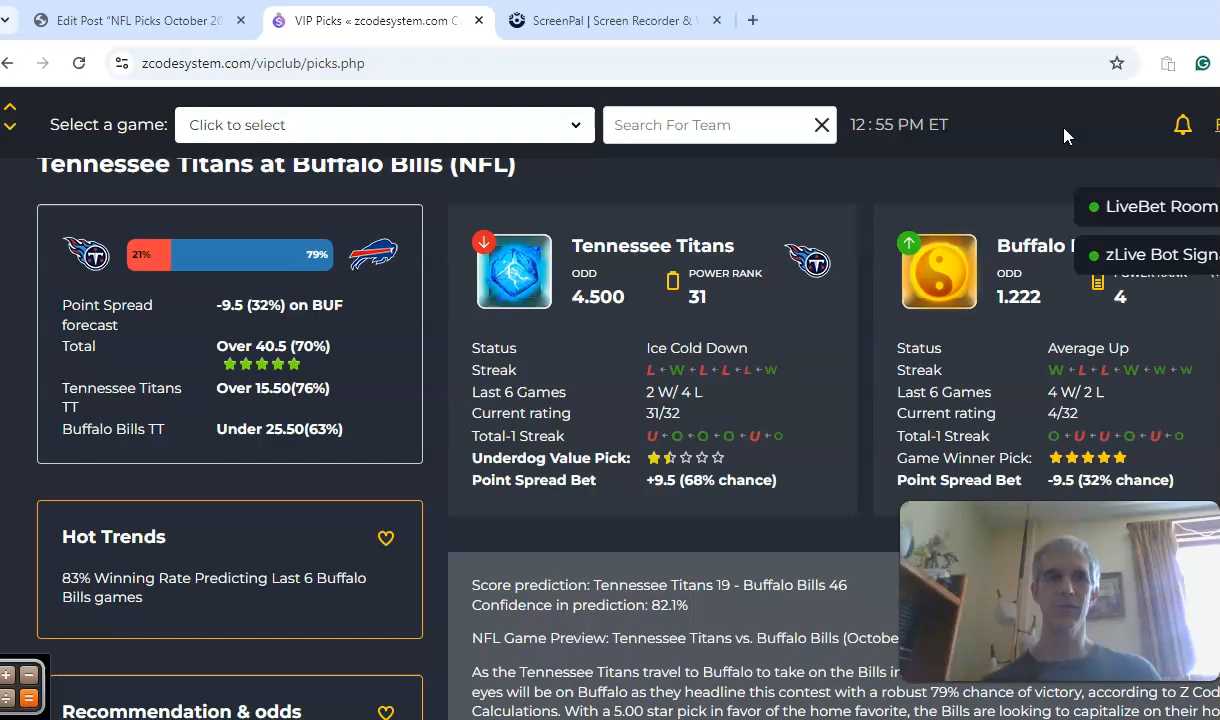 Edit Post "NFL Picks October 20
VIP Picks « zcodesystem.com C
ScreenPal | Screen Recorder &
zcodesystem.com/vipclub/picks.php
Select a game:
Click to select
Search For Team
12:55 PM ET
Tennessee Titans at Buffalo Bills (NFL)
LiveBet Room
zLive Bot Signa
21%
79%
Point Spread forecast
-9.5 (32%) on BUF
Total
Over 40.5 (70%)
Tennessee Titans TT
Over 15.50(76%)
Buffalo Bills TT
Under 25.50(63%)
Tennessee Titans
ODD
4.500
POWER RANK
31
Status
Ice Cold Down
Streak
L W L L L W
Last 6 Games
2 W/ 4 L
Current rating
31/32
Total-1 Streak
U O O O U O
Underdog Value Pick:
Point Spread Bet
+9.5 (68% chance)
Buffalo
ODD
1.222
POWER RANK
4
Status
Average Up
Streak
W L L W W W
Last 6 Games
4 W/ 2 L
Current rating
4/32
Total-1 Streak
O U U O U O
Game Winner Pick:
Point Spread Bet
-9.5 (32% chance)
Hot Trends
83% Winning Rate Predicting Last 6 Buffalo
Bills games
Recommendation & odds
Score prediction: Tennessee Titans 19 - Buffalo Bills 46
Confidence in prediction: 82.1%
NFL Game Preview: Tennessee Titans vs. Buffalo Bills (Octobe
As the Tennessee Titans travel to Buffalo to take on the Bills in
eyes will be on Buffalo as they headline this contest with a robust 79% chance of victory, according to Z Cod
Calculations. With a 5.00 star pick in favor of the home favorite, the Bills are looking to capitalize on their ho